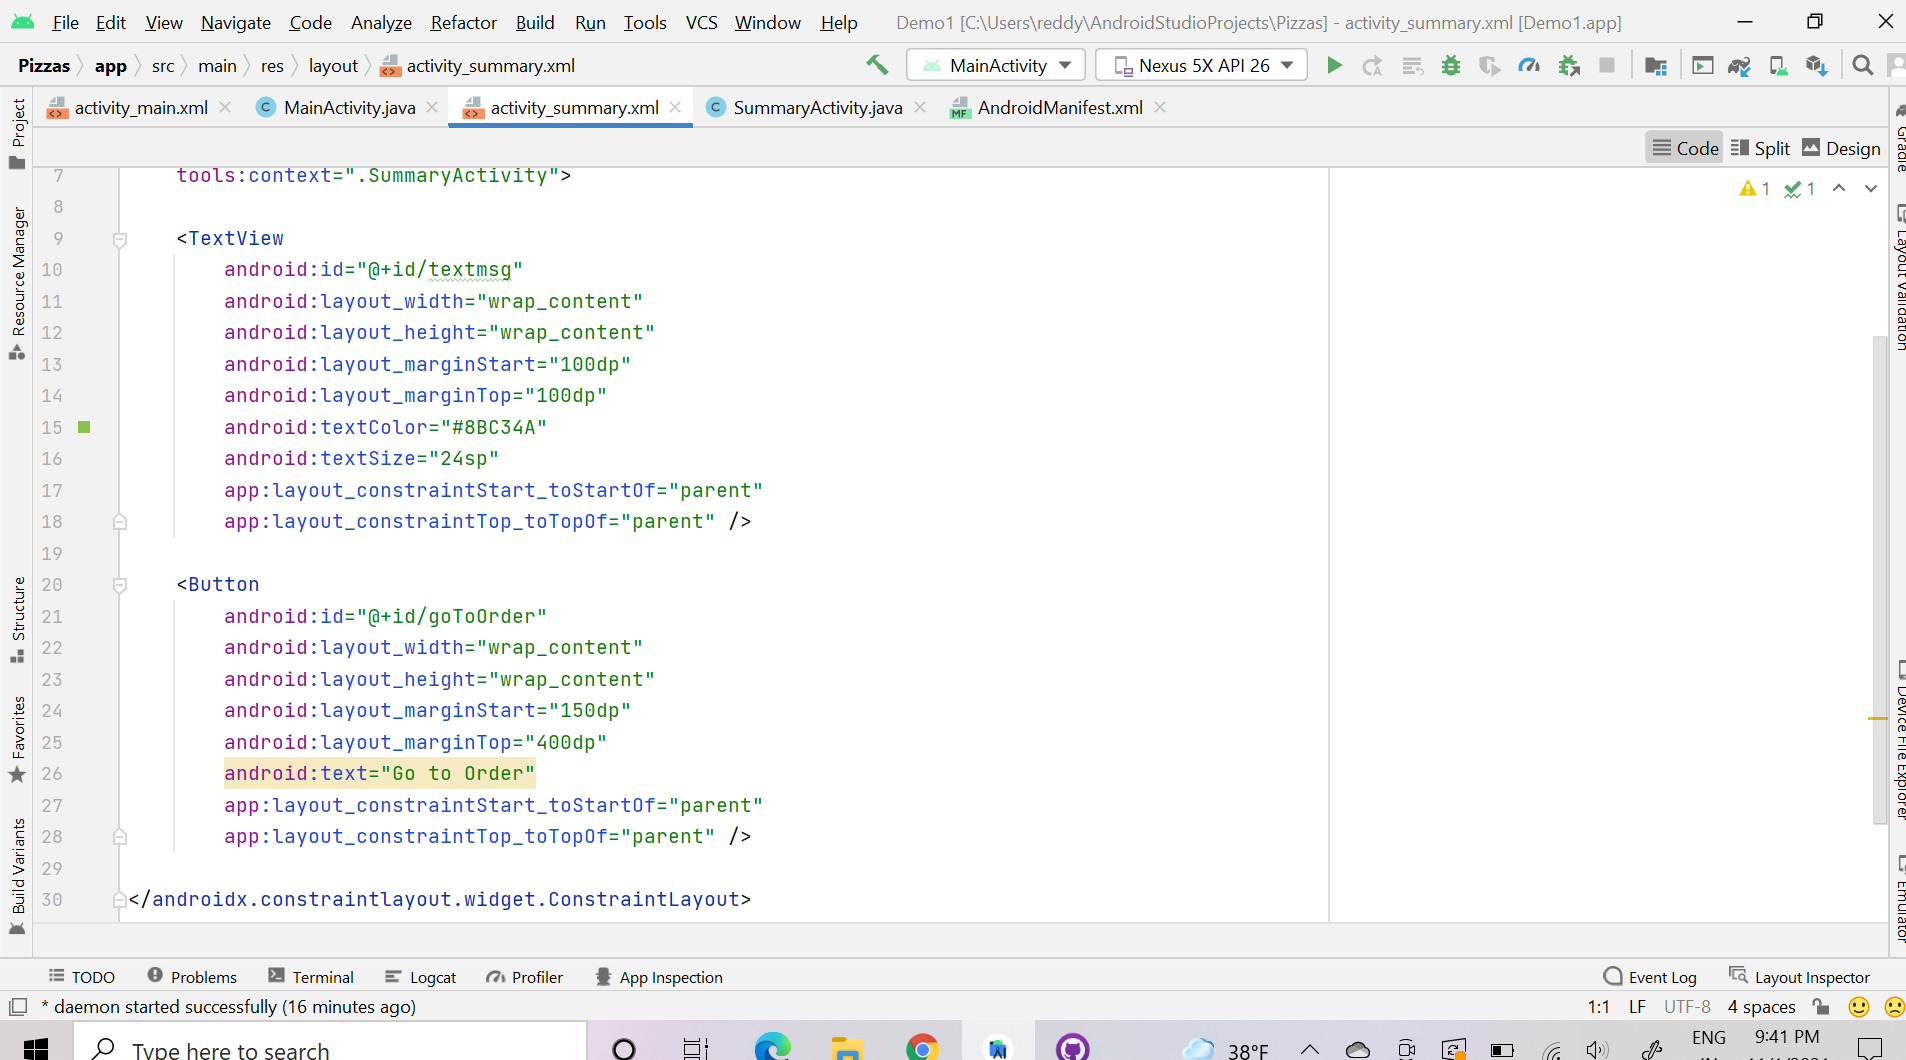 File Edit View Navigate Code Analyze Refactor Build Run Tools VCS Window Help Demo1 [C:\Users\reddy\AndroidStudioProjects\Pizzas] - activity_summary.xml [Demo1.app]
Pizzas app src main res layout activity_summary.xml MainActivity Nexus 5X API 26
activity_main.xml MainActivity.java activity_summary.xml SummaryActivity.java AndroidManifest.xml
Code Split Design
Project
Resource Manager
Structure
Favorites
Build Variants
7 tools:context=".SummaryActivity">
8
9 <TextView
10 android:id="@+id/textmsg"
11 android:layout_width="wrap_content"
12 android:layout_height="wrap_content"
13 android:layout_marginStart="100dp"
14 android:layout_marginTop="100dp"
15 android:textColor="#8BC34A"
16 android:textSize="24sp"
17 app:layout_constraintStart_toStartOf="parent"
18 app:layout_constraintTop_toTopOf="parent" />
19
20 <Button
21 android:id="@+id/goToOrder"
22 android:layout_width="wrap_content"
23 android:layout_height="wrap_content"
24 android:layout_marginStart="150dp"
25 android:layout_marginTop="400dp"
26 android:text="Go to Order"
27 app:layout_constraintStart_toStartOf="parent"
28 app:layout_constraintTop_toTopOf="parent" />
29
30 </androidx.constraintlayout.widget.ConstraintLayout>
1 1
Gradle
Layout Validation
Device File Explorer
Emulator
TODO Problems Terminal Logcat Profiler App Inspection Event Log Layout Inspector
* daemon started successfully (16 minutes ago) 1:1 LF UTF-8 4 spaces
Type here to search 38°F ENG 9:41 PM